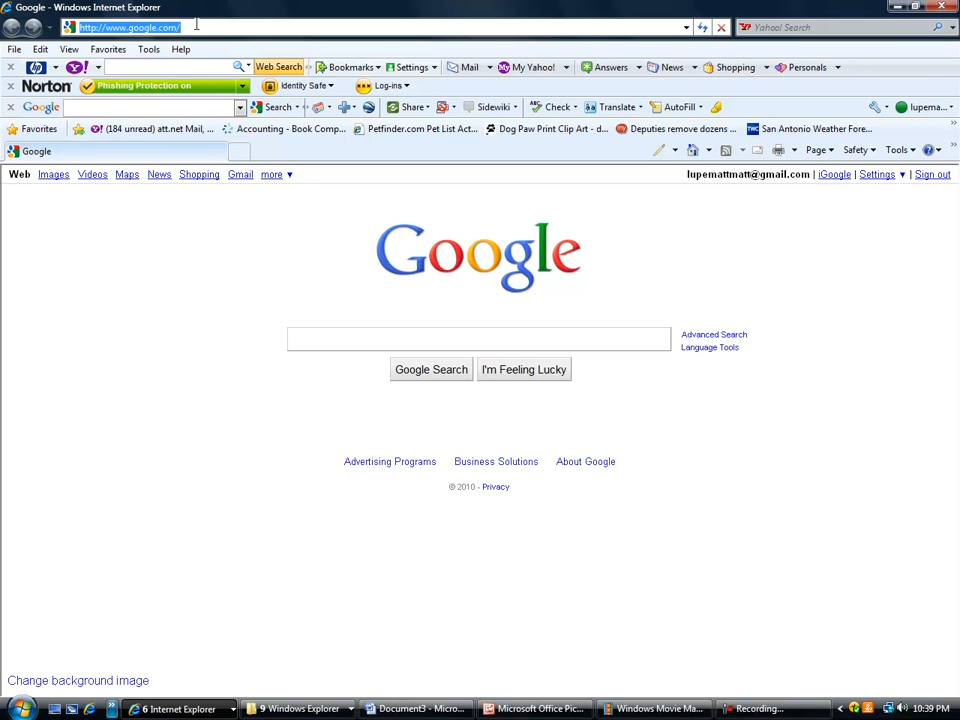 Google - Windows Internet Explorer
http://www.google.com/
Yahoo! Search
File Edit View Favorites Tools Help
hp Y! Web Search Bookmarks Settings Mail My Yahoo! Answers News Shopping Personals
Norton Phishing Protection on Identity Safe Log-ins
Google Search Share Sidewiki Check Translate AutoFill lupema...
Favorites Y! (184 unread) att.net Mail, ... Accounting - Book Comp... Petfinder.com Pet List Act... Dog Paw Print Clip Art - d... Deputies remove dozens ... San Antonio Weather Fore...
Google Page Safety Tools
Web Images Videos Maps News Shopping Gmail more lupemattmatt@gmail.com | iGoogle | Settings | Sign out
Google
Advanced Search
Language Tools
Google Search I'm Feeling Lucky
Advertising Programs Business Solutions About Google
© 2010 - Privacy
Change background image
6 Internet Explorer 9 Windows Explorer Document3 - Micro... Microsoft Office Pic... Windows Movie Ma... Recording... 10:39 PM